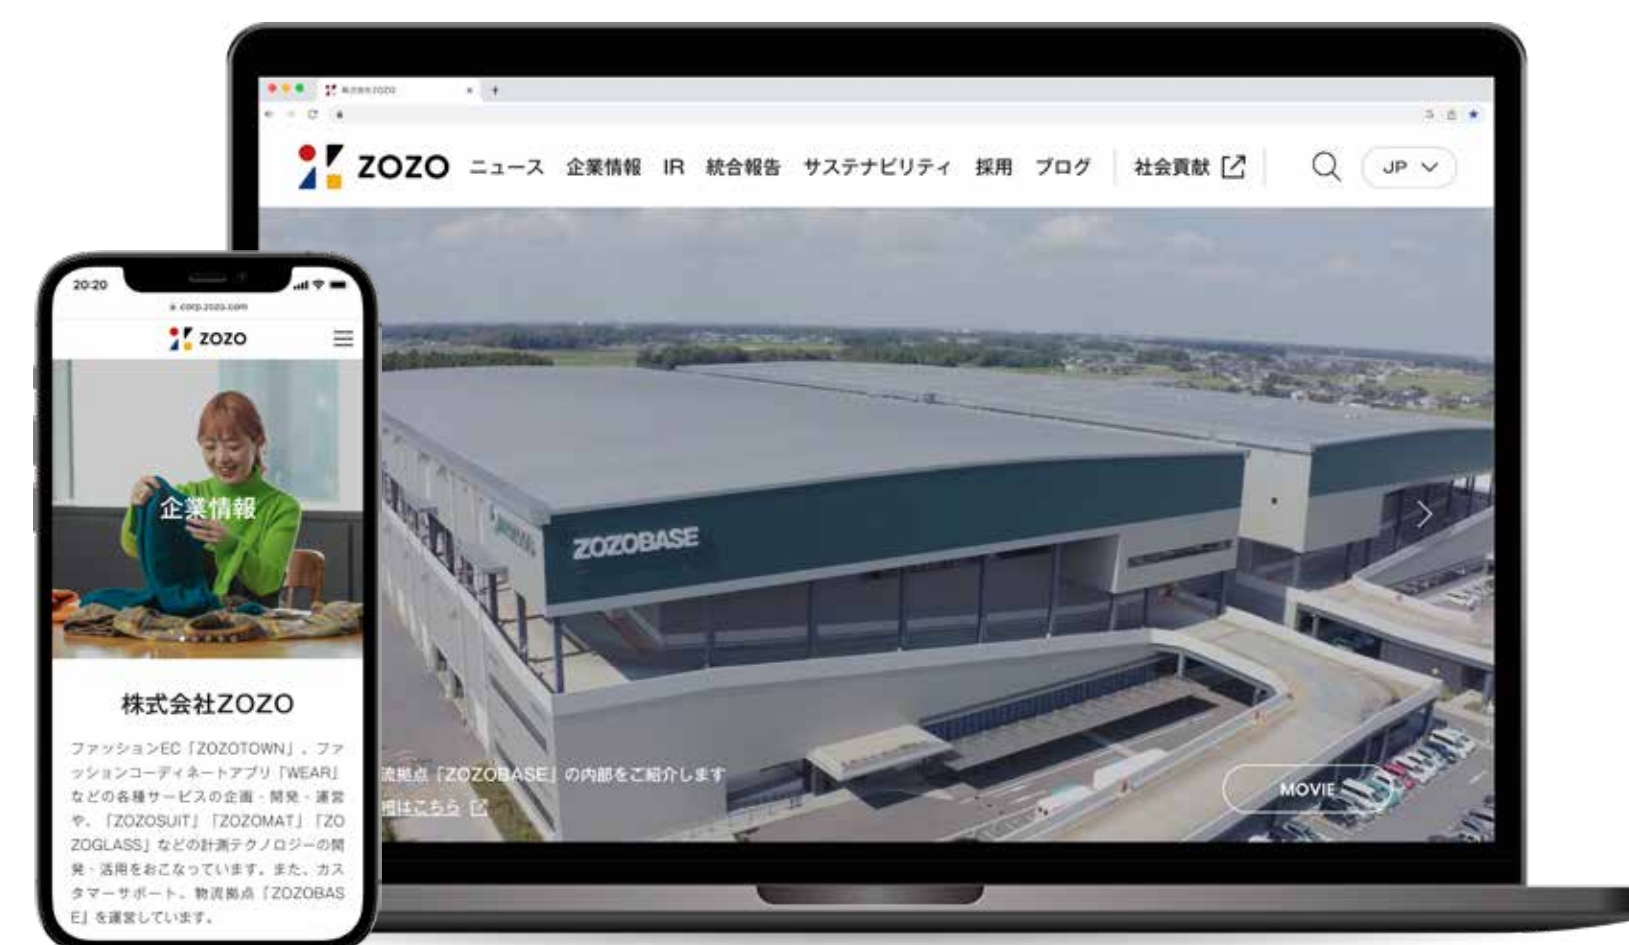 株式会社ZOZO
ZOZO ニュース 企業情報 IR 統合報告 サステナビリティ 採用 ブログ 社会貢献 JP
ZOZOBASE
流拠点「ZOZOBASE」の内部をご紹介します
はこちら
MOVIE
20:20
corp.zozo.com
ZOZO
企業情報
株式会社ZOZO
ファッションEC「ZOZOTOWN」、ファ
ッションコーディネートアプリ「WEAR」
などの各種サービスの企画・開発・運営
や、「ZOZOSUIT」「ZOZOMAT」「ZO
ZOGLASS」などの計測テクノロジーの開
発・活用をおこなっています。また、カス
タマーサポート、物流拠点「ZOZOBAS
E」を運営しています。